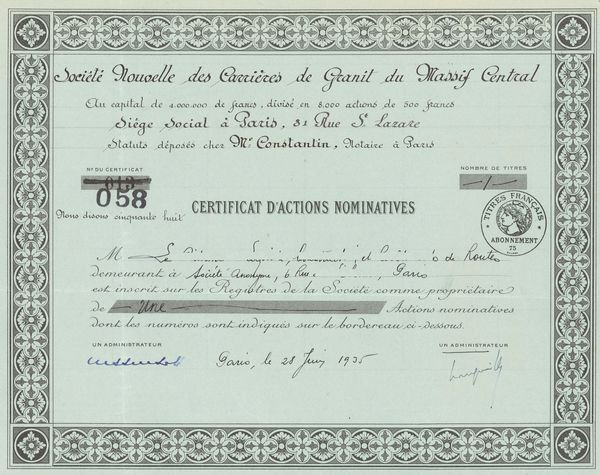 Société Nouvelle des Carrières de Granit du Massif Central
Au capital de 4.000.000 de francs, divisé en 8.000 actions de 500 francs
Siège Social à Paris, 31 Rue St Lazare
Statuts déposés chez Me Constantin, Notaire à Paris
No DU CERTIFICAT
NOMBRE DE TITRES
013
-/-
058
Nous disons cinquante huit
CERTIFICAT D'ACTIONS NOMINATIVES
TITRES FRANÇAIS
ABONNEMENT
75
M de Routes
demeurant à Société Anonyme, 6 Rue Paris
est inscrit sur les Registres de la Société comme propriétaire
de Une Actions nominatives
dont les numéros sont indiqués sur le bordereau ci-dessous.
UN ADMINISTRATEUR
UN ADMINISTRATEUR
Paris, le 28 Juin 1935